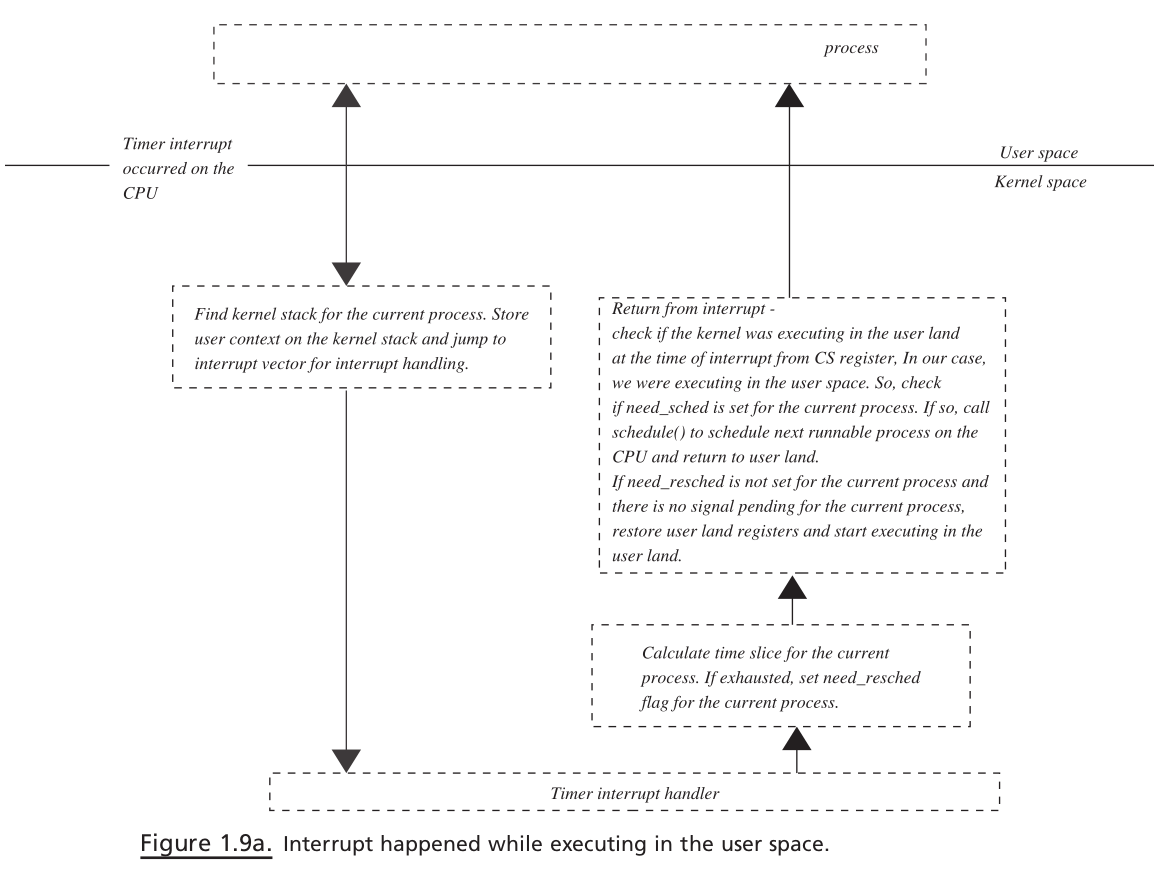 process
Timer interrupt
occurred on the
CPU
User space
Kernel space
Find kernel stack for the current process. Store
user context on the kernel stack and jump to
interrupt vector for interrupt handling.
Return from interrupt -
check if the kernel was executing in the user land
at the time of interrupt from CS register, In our case,
we were executing in the user space. So, check
if need_sched is set for the current process. If so, call
schedule() to schedule next runnable process on the
CPU and return to user land.
If need_resched is not set for the current process and
there is no signal pending for the current process,
restore user land registers and start executing in the
user land.
Calculate time slice for the current
process. If exhausted, set need_resched
flag for the current process.
Timer interrupt handler
Figure 1.9a. Interrupt happened while executing in the user space.